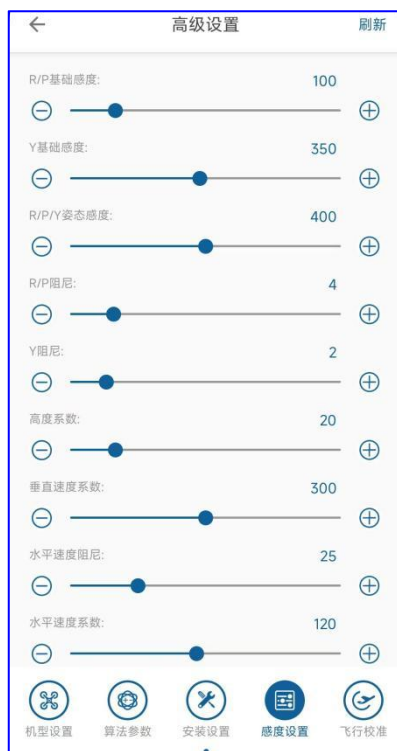 高级设置 刷新
R/P基础感度: 100
Y基础感度: 350
R/P/Y姿态感度: 400
R/P阻尼: 4
Y阻尼: 2
高度系数: 20
垂直速度系数: 300
水平速度阻尼: 25
水平速度系数: 120
机型设置 算法参数 安装设置 感度设置 飞行校准